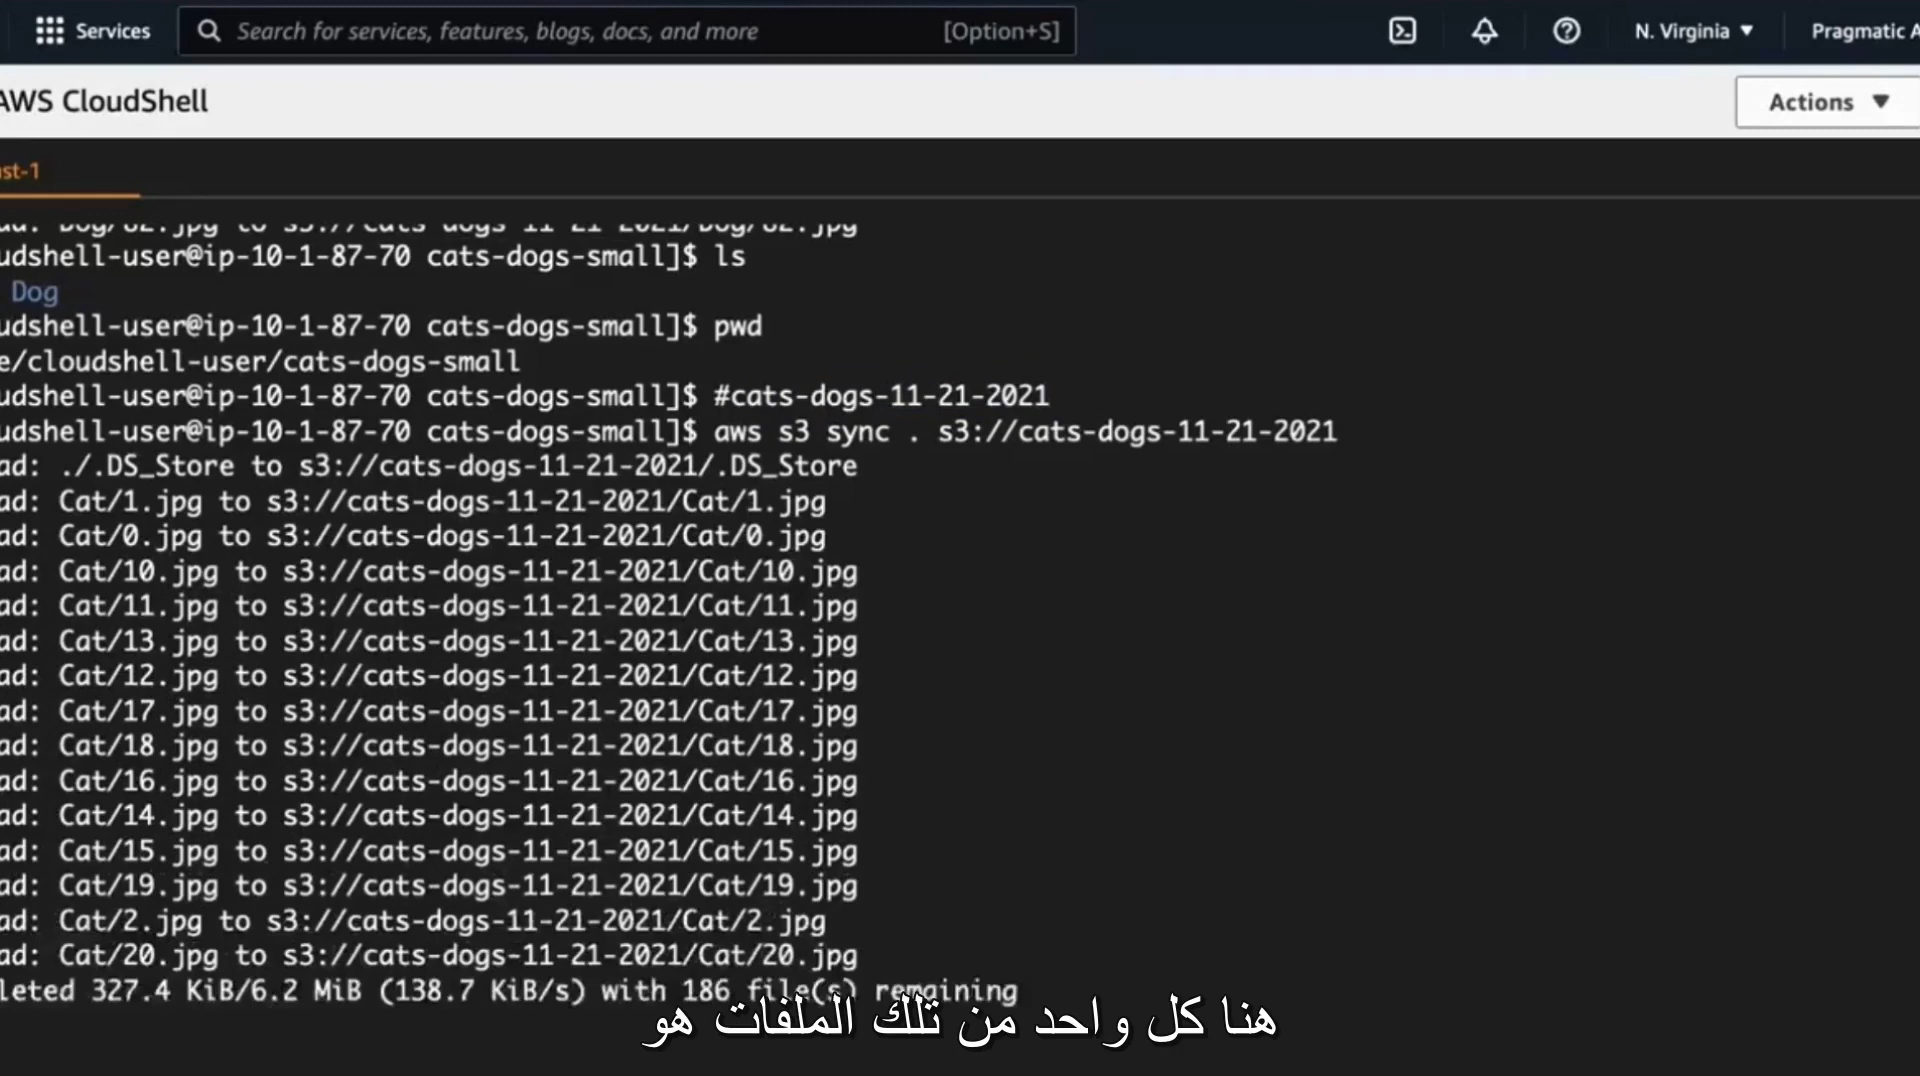 Services
Search for services, features, blogs, docs, and more
[Option+S]
N. Virginia
Pragmatic A
AWS CloudShell
Actions
st-1
ad: Dog/82.jpg to s3://cats-dogs-11-21-2021/Dog/82.jpg
udshell-user@ip-10-1-87-70 cats-dogs-small]$ ls
Dog
udshell-user@ip-10-1-87-70 cats-dogs-small]$ pwd
e/cloudshell-user/cats-dogs-small
udshell-user@ip-10-1-87-70 cats-dogs-small]$ #cats-dogs-11-21-2021
udshell-user@ip-10-1-87-70 cats-dogs-small]$ aws s3 sync . s3://cats-dogs-11-21-2021
ad: ./.DS_Store to s3://cats-dogs-11-21-2021/.DS_Store
ad: Cat/1.jpg to s3://cats-dogs-11-21-2021/Cat/1.jpg
ad: Cat/0.jpg to s3://cats-dogs-11-21-2021/Cat/0.jpg
ad: Cat/10.jpg to s3://cats-dogs-11-21-2021/Cat/10.jpg
ad: Cat/11.jpg to s3://cats-dogs-11-21-2021/Cat/11.jpg
ad: Cat/13.jpg to s3://cats-dogs-11-21-2021/Cat/13.jpg
ad: Cat/12.jpg to s3://cats-dogs-11-21-2021/Cat/12.jpg
ad: Cat/17.jpg to s3://cats-dogs-11-21-2021/Cat/17.jpg
ad: Cat/18.jpg to s3://cats-dogs-11-21-2021/Cat/18.jpg
ad: Cat/16.jpg to s3://cats-dogs-11-21-2021/Cat/16.jpg
ad: Cat/14.jpg to s3://cats-dogs-11-21-2021/Cat/14.jpg
ad: Cat/15.jpg to s3://cats-dogs-11-21-2021/Cat/15.jpg
ad: Cat/19.jpg to s3://cats-dogs-11-21-2021/Cat/19.jpg
ad: Cat/2.jpg to s3://cats-dogs-11-21-2021/Cat/2.jpg
ad: Cat/20.jpg to s3://cats-dogs-11-21-2021/Cat/20.jpg
leted 327.4 KiB/6.2 MiB (138.7 KiB/s) with 186 file(s) remaining
هنا كل واحد من تلك الملفات هو